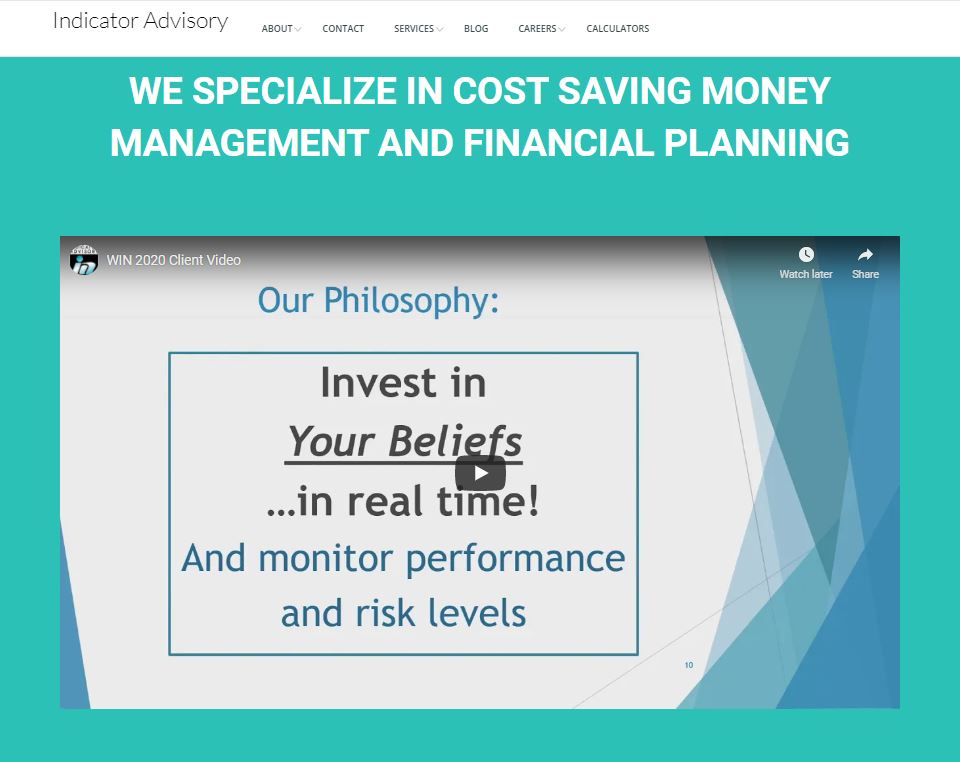 Indicator Advisory
ABOUT
CONTACT
SERVICES
BLOG
CAREERS
CALCULATORS
WE SPECIALIZE IN COST SAVING MONEY
MANAGEMENT AND FINANCIAL PLANNING
WIN 2020 Client Video
Watch later
Share
Our Philosophy:
Invest in
Your Beliefs
...in real time!
And monitor performance
and risk levels
10